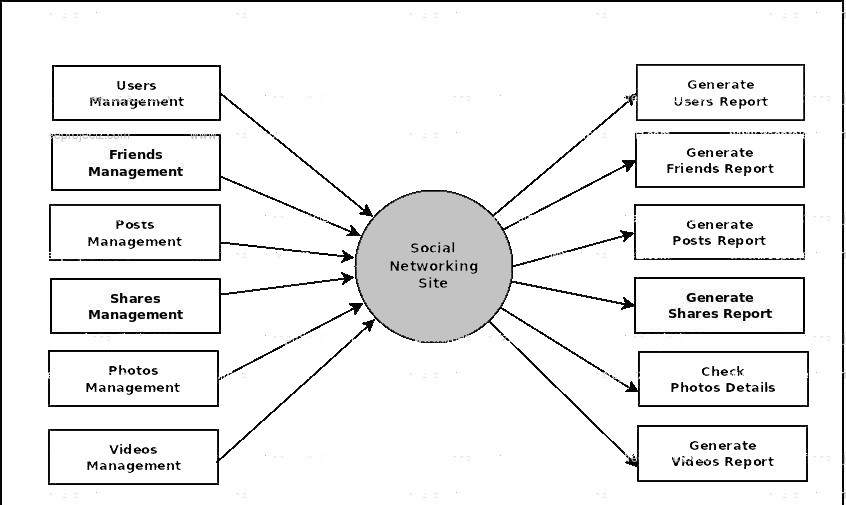 Users
Management
Generate
Users Report
Friends
Management
Generate
Friends Report
Posts
Management
Social
Networking
Site
Generate
Posts Report
Shares
Management
Generate
Shares Report
Photos
Management
Check
Photos Details
Videos
Management
Generate
Videos Report